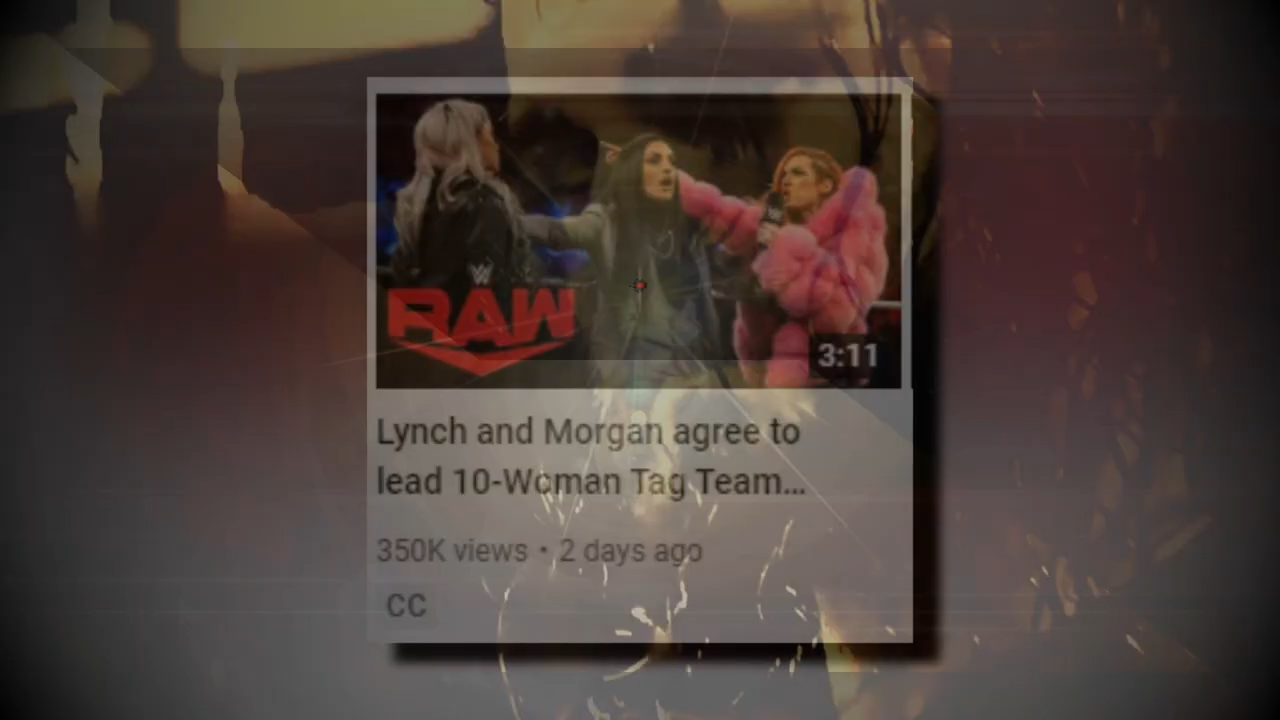 W
RAW
3:11
Lynch and Morgan agree to
lead 10-Woman Tag Team...
350K views • 2 days ago
CC